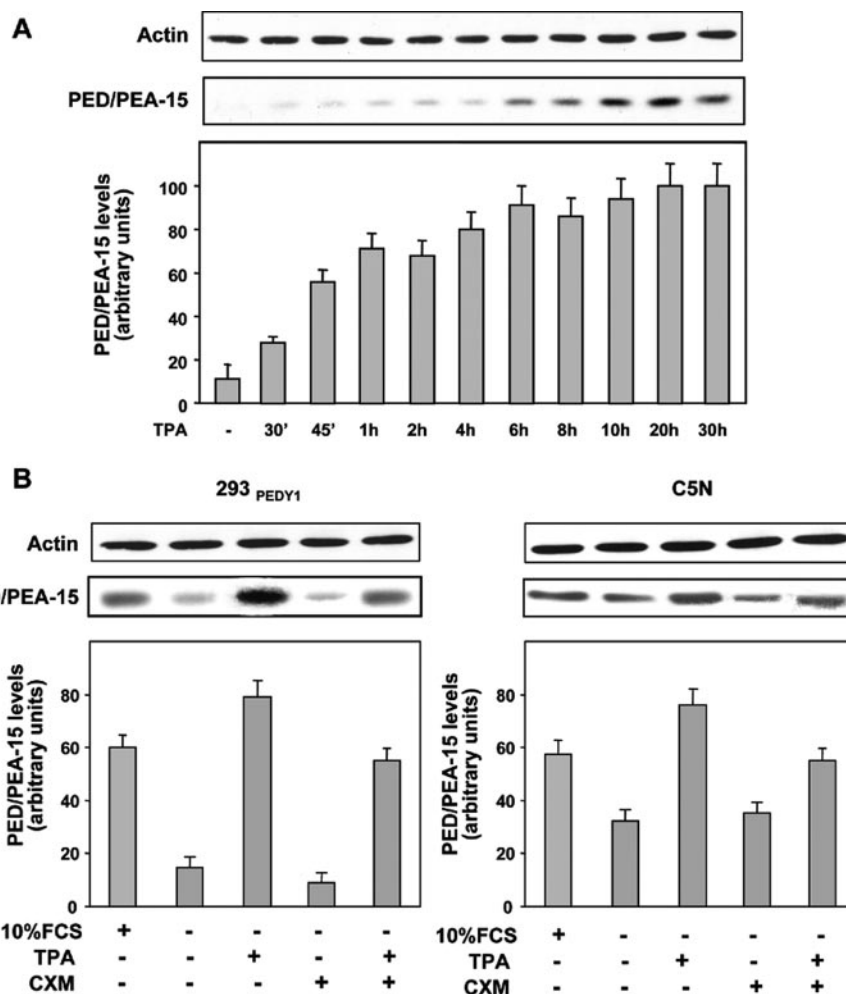 A
Actin
PED/PEA-15
PED/PEA-15 levels
(arbitrary units)
100
80
60
40
20
0
TPA - 30' 45' 1h 2h 4h 6h 8h 10h 20h 30h
B
293 PEDY1 C5N
Actin
/PEA-15
PED/PEA-15 levels
(arbitrary units)
80
60
40
20
0
10%FCS + - - - -
TPA - - + - +
CXM - - - + +
PED/PEA-15 levels
(arbitrary units)
80
60
40
20
0
10%FCS + - - - -
TPA - - + - +
CXM - - - + +